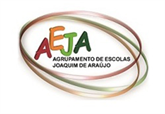 AEJA
AGRUPAMENTO DE ESCOLAS
JOAQUIM DE ARAÚJO